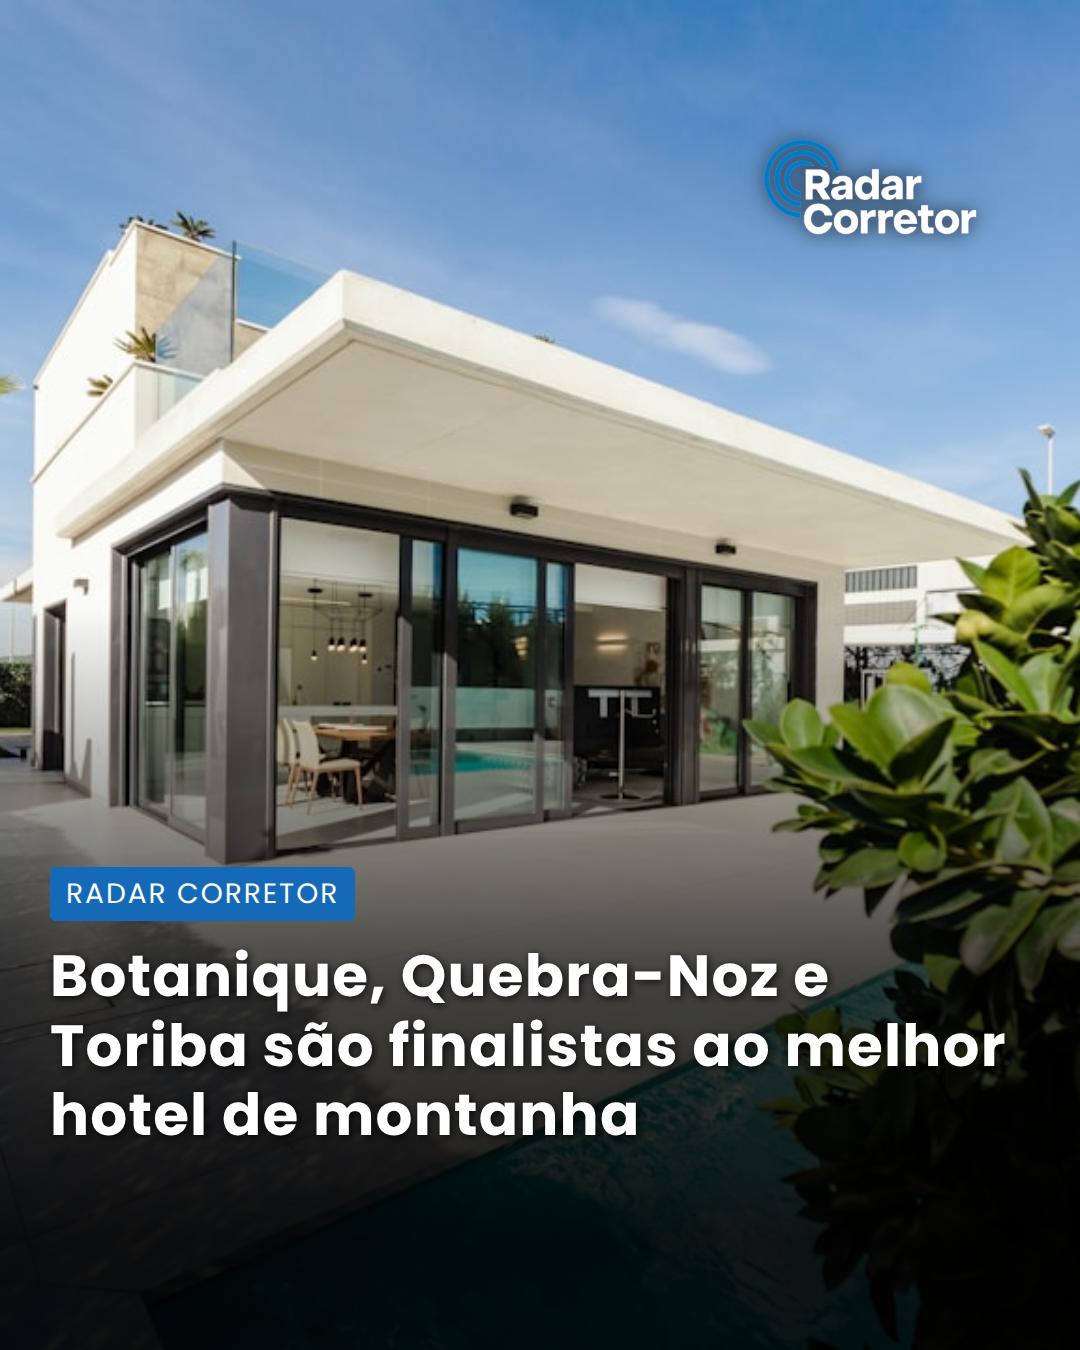 Radar
Corretor
RADAR CORRETOR
Botanique, Quebra-Noz e
Toriba são finalistas ao melhor
hotel de montanha